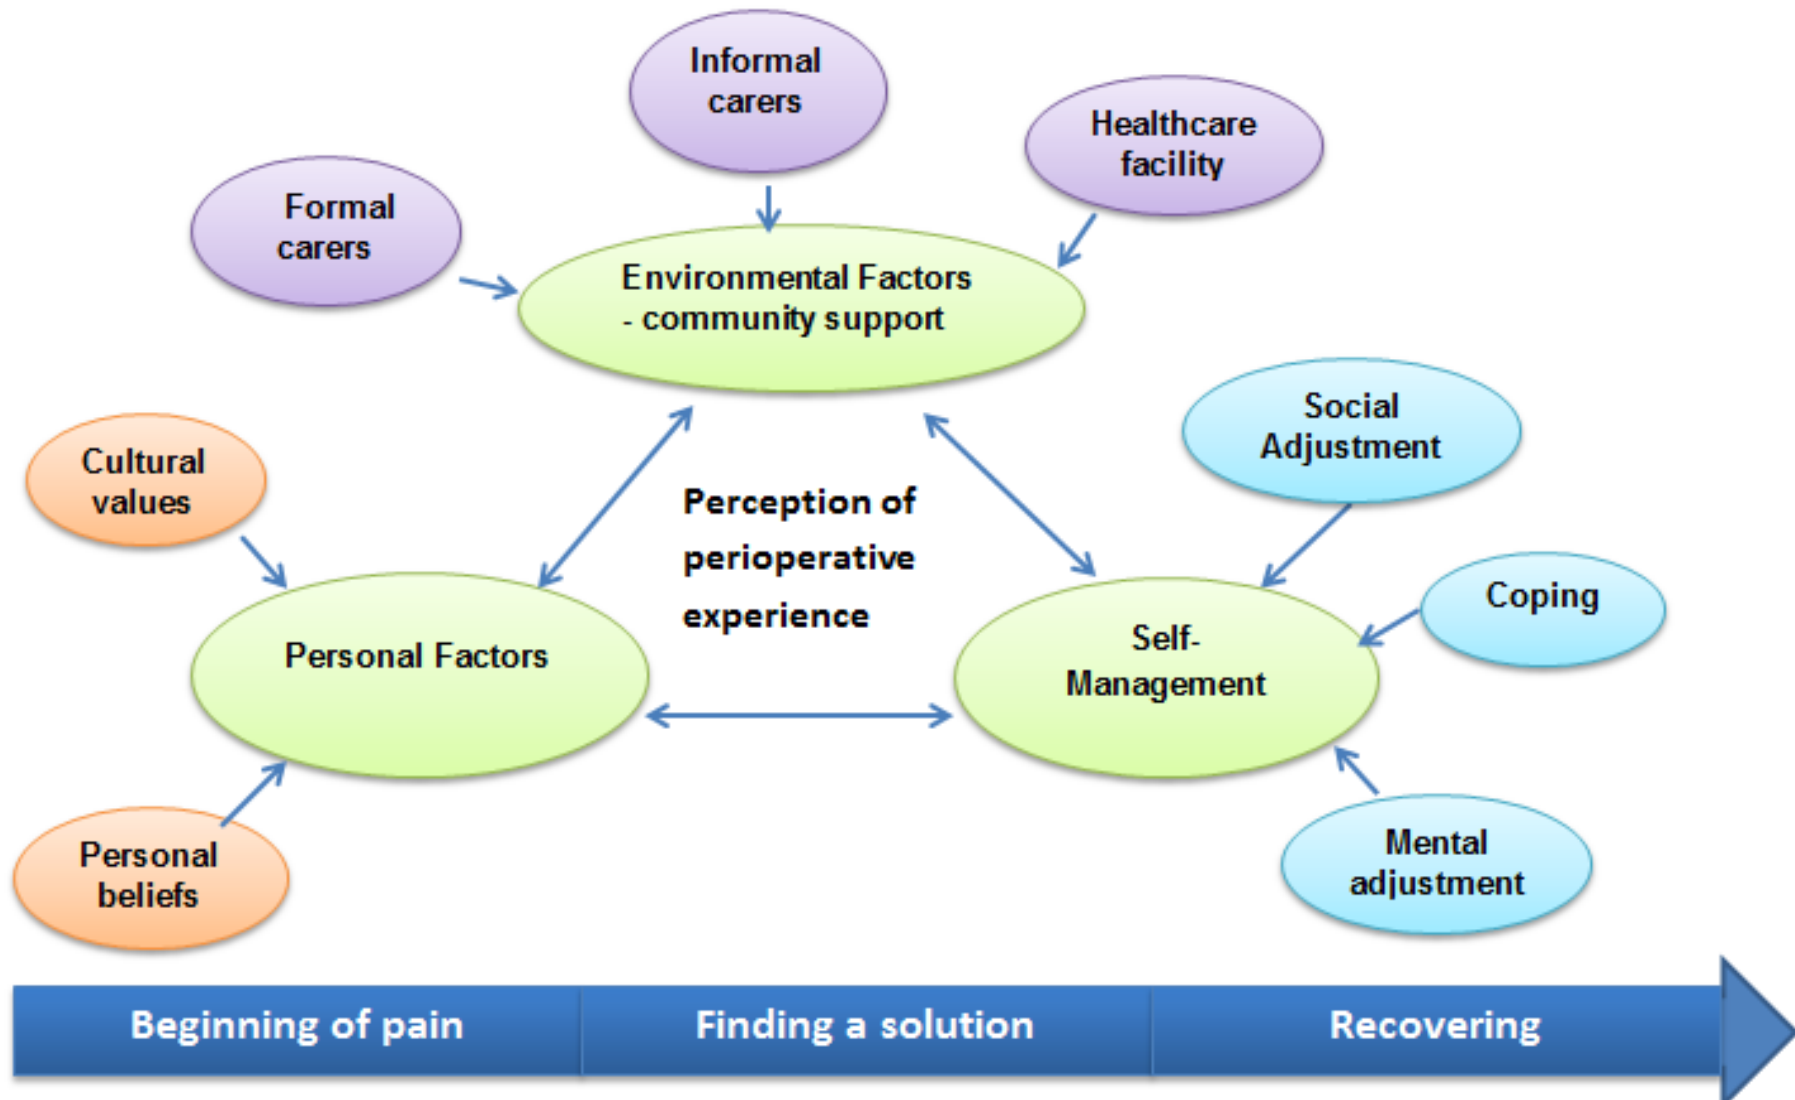 Informal
carers
Healthcare
facility
Formal
carers
Environmental Factors
- community support
Social
Adjustment
Cultural
values
Perception of
perioperative
experience
Coping
Personal Factors
Self-
Management
Personal
beliefs
Mental
adjustment
Beginning of pain
Finding a solution
Recovering